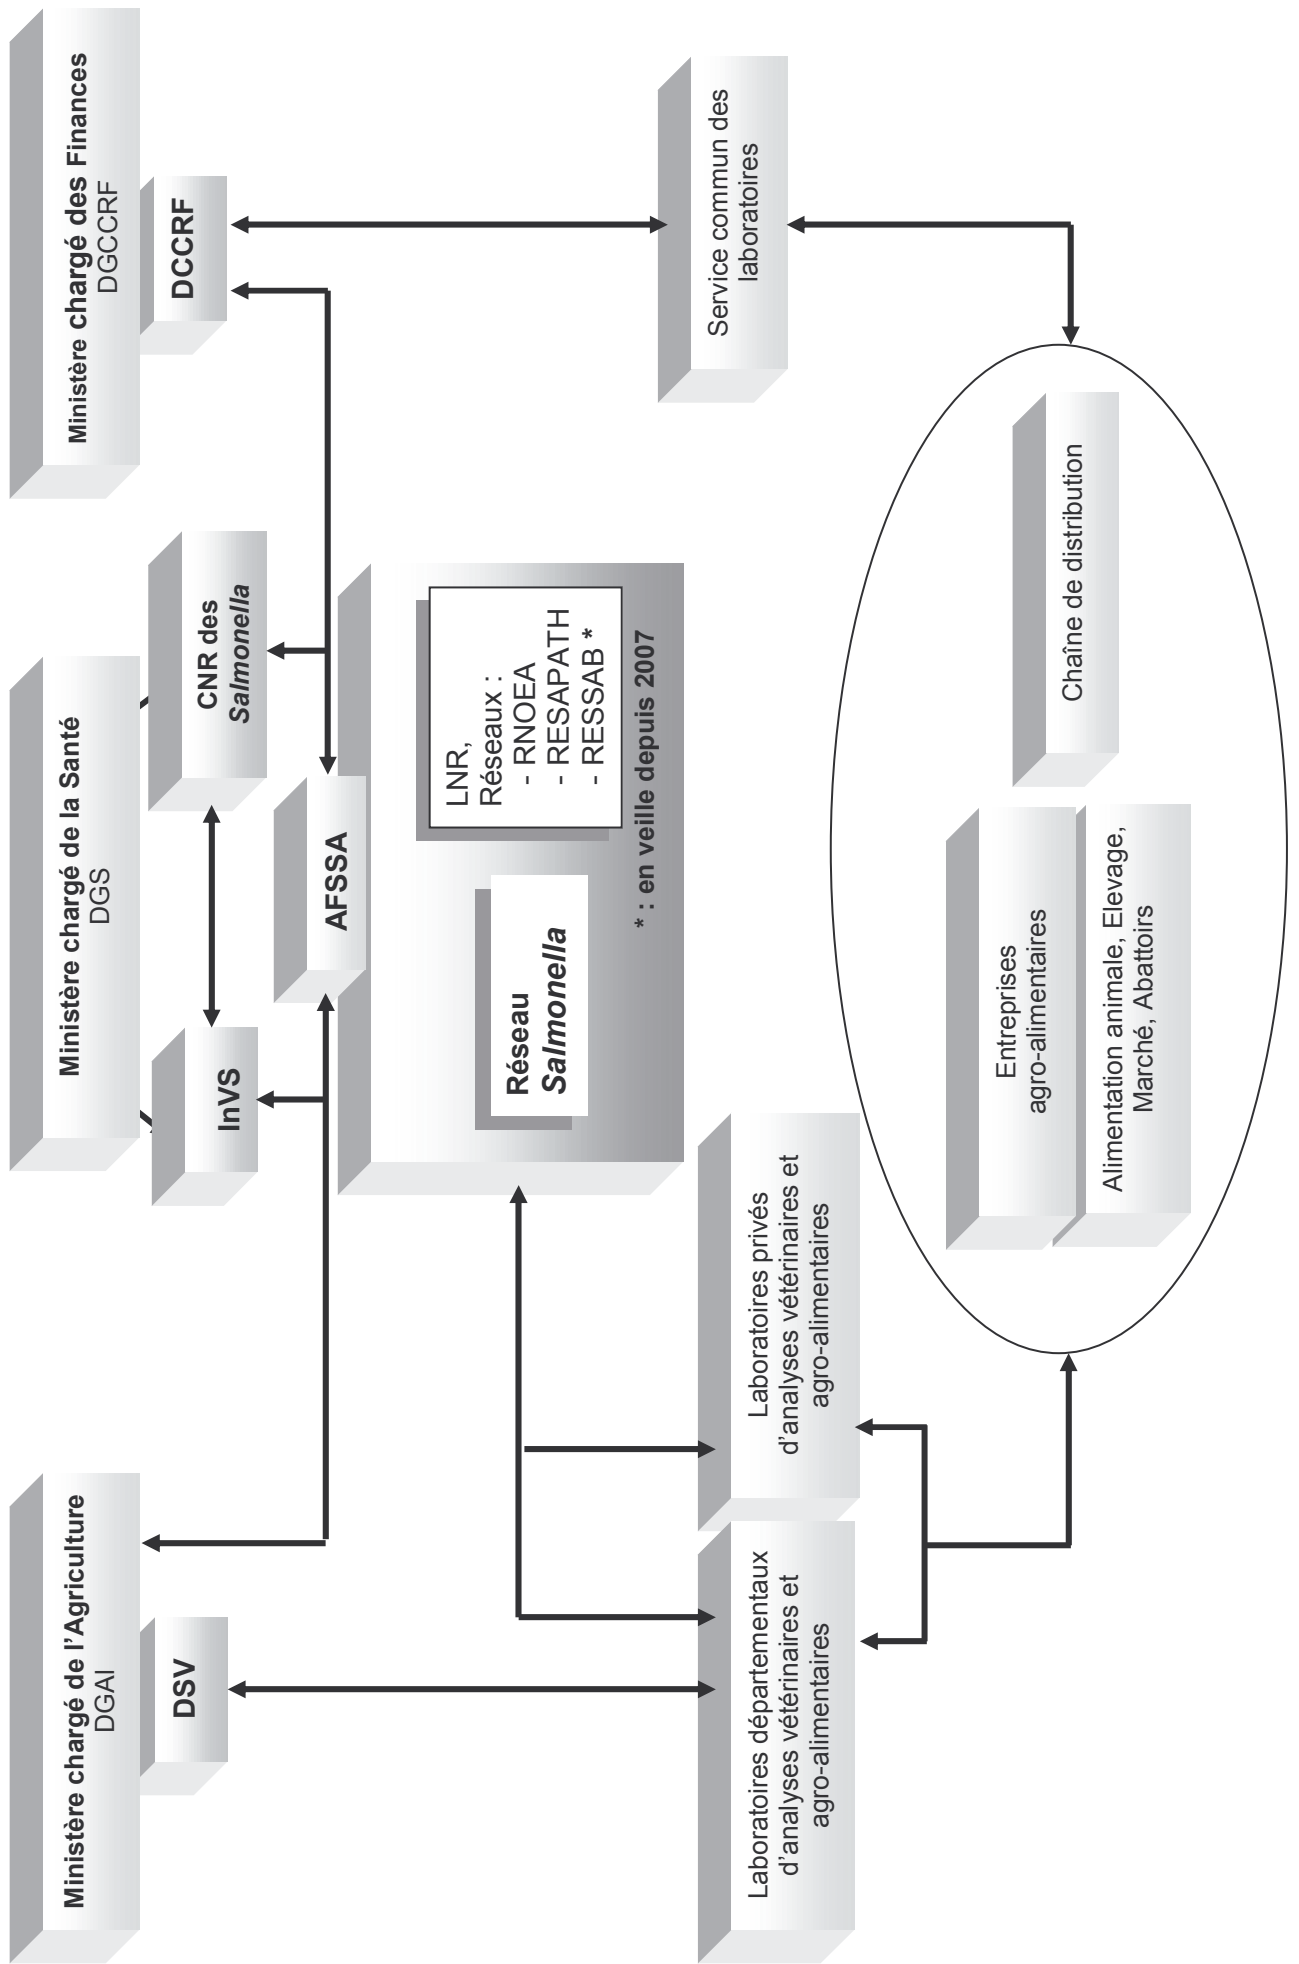 Ministère chargé de l'Agriculture
DGAI
DSV
Ministère chargé de la Santé
DGS
InVS
CNR des
Salmonella
Ministère chargé des Finances
DGCCRF
DCCRF
AFSSA
Réseau
Salmonella
LNR,
Réseaux :
- RNOEA
- RESAPATH
- RESSAB *
* : en veille depuis 2007
Laboratoires départementaux
d'analyses vétérinaires et
agro-alimentaires
Laboratoires privés
d'analyses vétérinaires et
agro-alimentaires
Service commun des
laboratoires
Entreprises
agro-alimentaires
Alimentation animale, Elevage,
Marché, Abattoirs
Chaîne de distribution